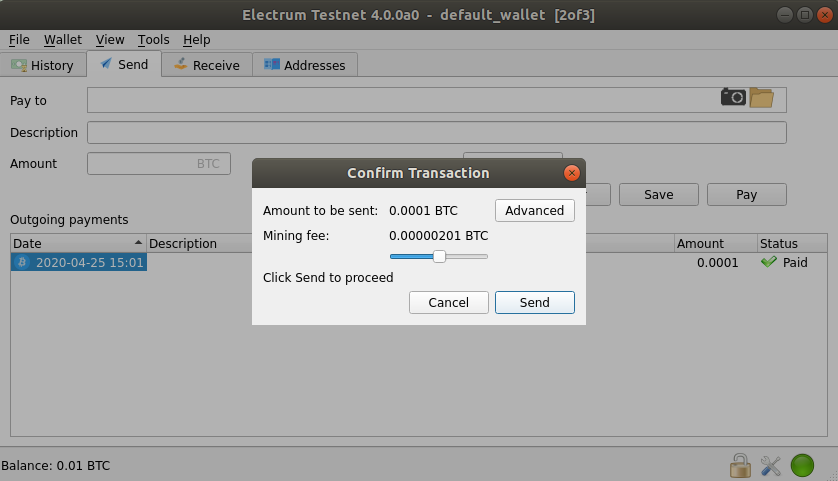 Electrum Testnet 4.0.0a0 - default_wallet [2of3]
File Wallet View Tools Help
History Send Receive Addresses
Pay to
Description
Amount BTC
Save Pay
Confirm Transaction
Amount to be sent: 0.0001 BTC Advanced
Mining fee: 0.00000201 BTC
Click Send to proceed
Cancel Send
Outgoing payments
Date Description Amount Status
2020-04-25 15:01 0.0001 Paid
Balance: 0.01 BTC